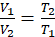 V₁/V₂ = T₂/T₁